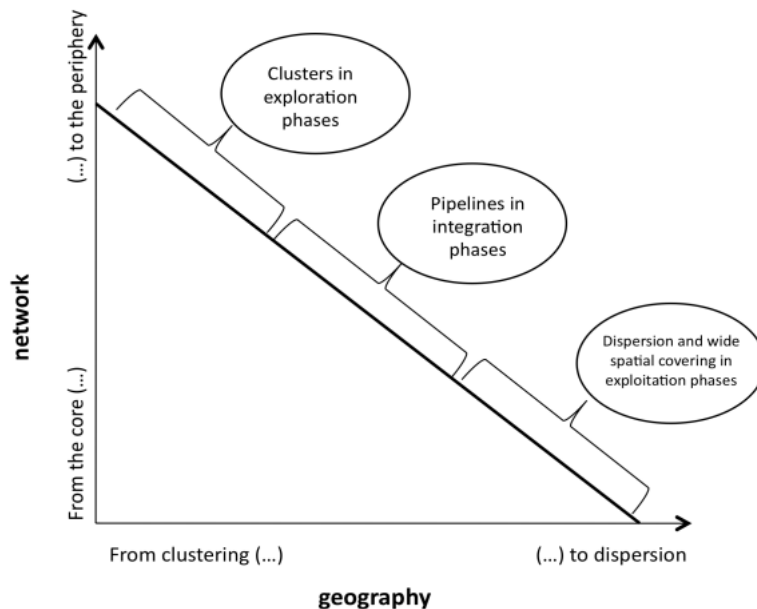 (...) to the periphery
network
From the core (...)
Clusters in
exploration
phases
Pipelines in
integration
phases
Dispersion and wide
spatial covering in
exploitation phases
From clustering (...)
(...) to dispersion
geography